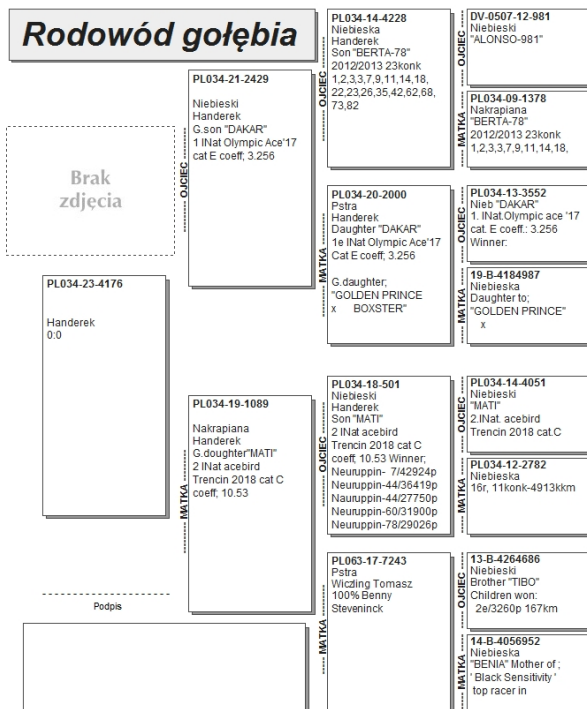 Rodowód gołębia
Brak
zdjęcia
PL034-23-4176
Handerek
0:0
Podpis
OJCIEC
PL034-21-2429
Niebieski
Handerek
G.son "DAKAR"
1 INat Olympic Ace'17
cat E coeff; 3.256
MATKA
PL034-19-1089
Nakrapiana
Handerek
G.doughter"MATI"
2 INat acebird
Trencin 2018 cat C
coeff; 10.53
OJCIEC
PL034-14-4228
Niebieska
Handerek
Son "BERTA-78"
2012/2013 23konk
1,2,3,3,7,9,11,14,18,
22,23,26,35,42,62,68,
73,82
MATKA
PL034-20-2000
Pstra
Handerek
Daughter "DAKAR"
1e INat Olympic Ace'17
Cat E coeff; 3.256
G.daughter;
"GOLDEN PRINCE
x BOXSTER"
OJCIEC
PL034-18-501
Niebieski
Handerek
Son "MATI"
2 INat acebird
Trencin 2018 cat C
coeff; 10.53 Winner;
Neuruppin- 7/42924p
Neuruppin-44/36419p
Nauruppin-44/27750p
Neuruppin-60/31900p
Neuruppin-78/29026p
MATKA
PL063-17-7243
Pstra
Wiczling Tomasz
100% Benny
Steveninck
OJCIEC
DV-0507-12-981
Niebieski
"ALONSO-981"
MATKA
PL034-09-1378
Nakrapiana
"BERTA-78"
2012/2013 23konk
1,2,3,3,7,9,11,14,18,
OJCIEC
PL034-13-3552
Nieb "DAKAR"
1. INat.Olympic ace '17
cat. E coeff.: 3.256
Winner:
MATKA
19-B-4184987
Niebieska
Daughter to;
"GOLDEN PRINCE"
x
OJCIEC
PL034-14-4051
Niebieski
"MATI"
2.INat. acebird
Trencin 2018 cat.C
MATKA
PL034-12-2782
Niebieska
16r, 11konk-4913kkm
OJCIEC
13-B-4264686
Niebieski
Brother "TIBO"
Children won:
2e/3260p 167km
MATKA
14-B-4056952
Niebieska
"BENIA" Mother of ;
' Black Sensitivity '
top racer in